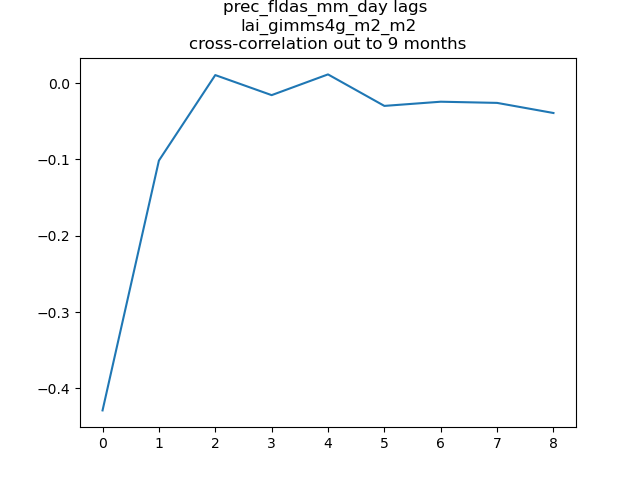 prec_fldas_mm_day lags
lai_gimms4g_m2_m2
cross-correlation out to 9 months
0.0
−0.1
−0.2
−0.3
−0.4
0 1 2 3 4 5 6 7 8